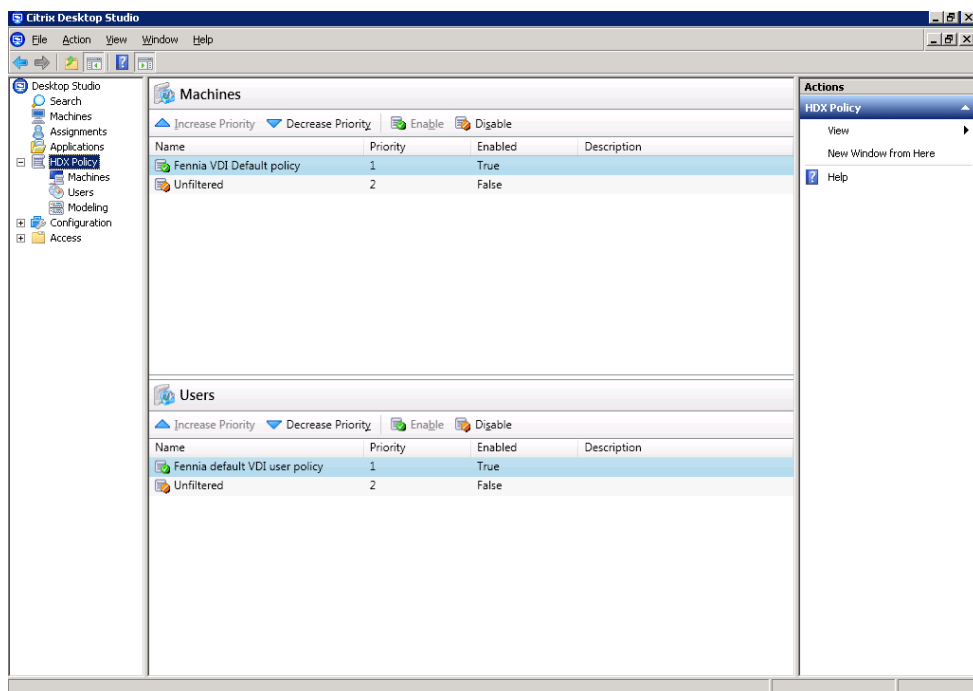 Citrix Desktop Studio
File Action View Window Help
Desktop Studio
Search
Machines
Assignments
Applications
HDX Policy
Machines
Users
Modeling
Configuration
Access
Machines
Increase Priority Decrease Priority Enable Disable
Name Priority Enabled Description
Fennia VDI Default policy 1 True
Unfiltered 2 False
Users
Increase Priority Decrease Priority Enable Disable
Name Priority Enabled Description
Fennia default VDI user policy 1 True
Unfiltered 2 False
Actions
HDX Policy
View
New Window from Here
Help